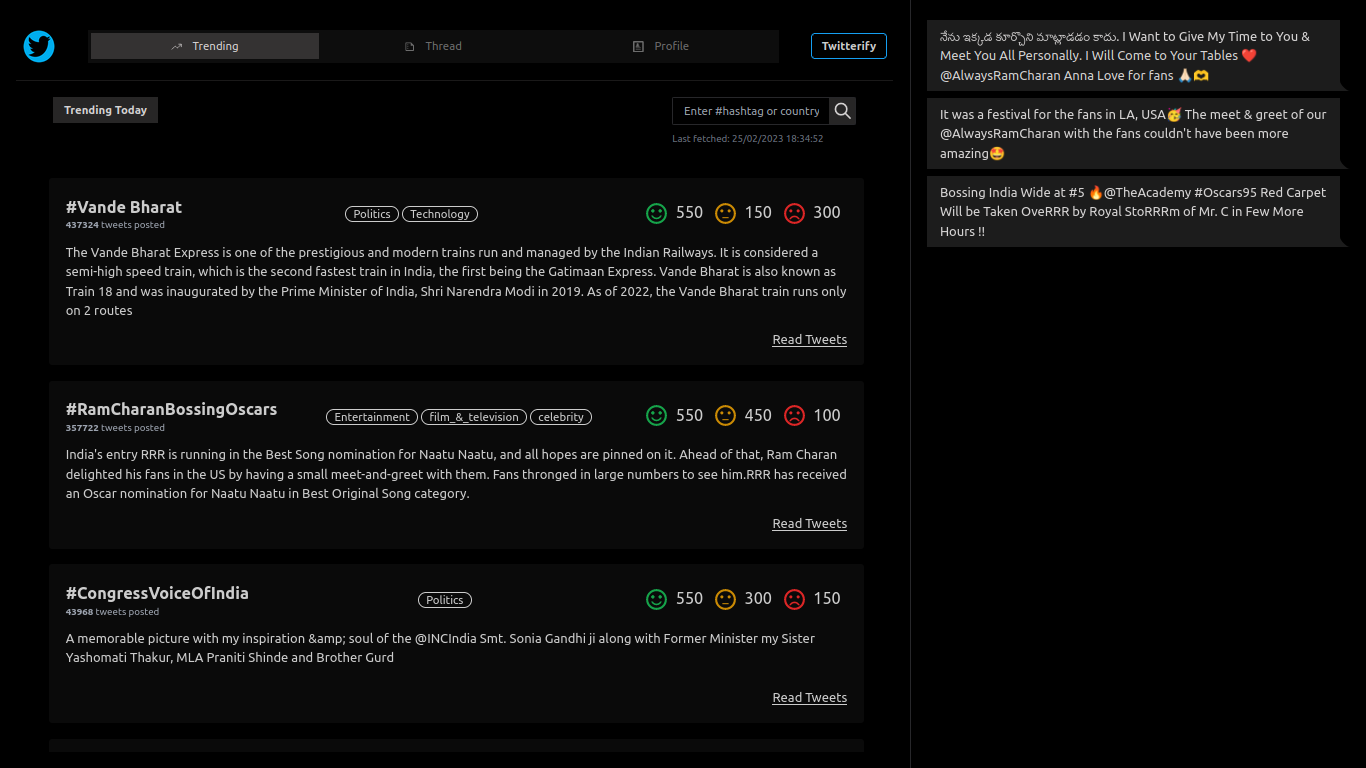 Trending
Thread
Profile
Twitterify
Trending Today
Enter #hashtag or country
Last fetched: 25/02/2023 18:34:52
#Vande Bharat
437324 tweets posted
Politics
Technology
550
150
300
The Vande Bharat Express is one of the prestigious and modern trains run and managed by the Indian Railways. It is considered a
semi-high speed train, which is the second fastest train in India, the first being the Gatimaan Express. Vande Bharat is also known as
Train 18 and was inaugurated by the Prime Minister of India, Shri Narendra Modi in 2019. As of 2022, the Vande Bharat train runs only
on 2 routes
Read Tweets
#RamCharanBossingOscars
357722 tweets posted
Entertainment
film_&_television
celebrity
550
450
100
India's entry RRR is running in the Best Song nomination for Naatu Naatu, and all hopes are pinned on it. Ahead of that, Ram Charan
delighted his fans in the US by having a small meet-and-greet with them. Fans thronged in large numbers to see him.RRR has received
an Oscar nomination for Naatu Naatu in Best Original Song category.
Read Tweets
#CongressVoiceOfIndia
43968 tweets posted
Politics
550
300
150
A memorable picture with my inspiration &amp; soul of the @INCIndia Smt. Sonia Gandhi ji along with Former Minister my Sister
Yashomati Thakur, MLA Praniti Shinde and Brother Gurd
Read Tweets
నేను ఇక్కడ కూర్చొని మాట్లాడడం కాదు. I Want to Give My Time to You &
Meet You All Personally. I Will Come to Your Tables ❤️
@AlwaysRamCharan Anna Love for fans 🙏🏻🫶
It was a festival for the fans in LA, USA🥳 The meet & greet of our
@AlwaysRamCharan with the fans couldn't have been more
amazing🤩
Bossing India Wide at #5 🔥@TheAcademy #Oscars95 Red Carpet
Will be Taken OveRRR by Royal StoRRRm of Mr. C in Few More
Hours !!